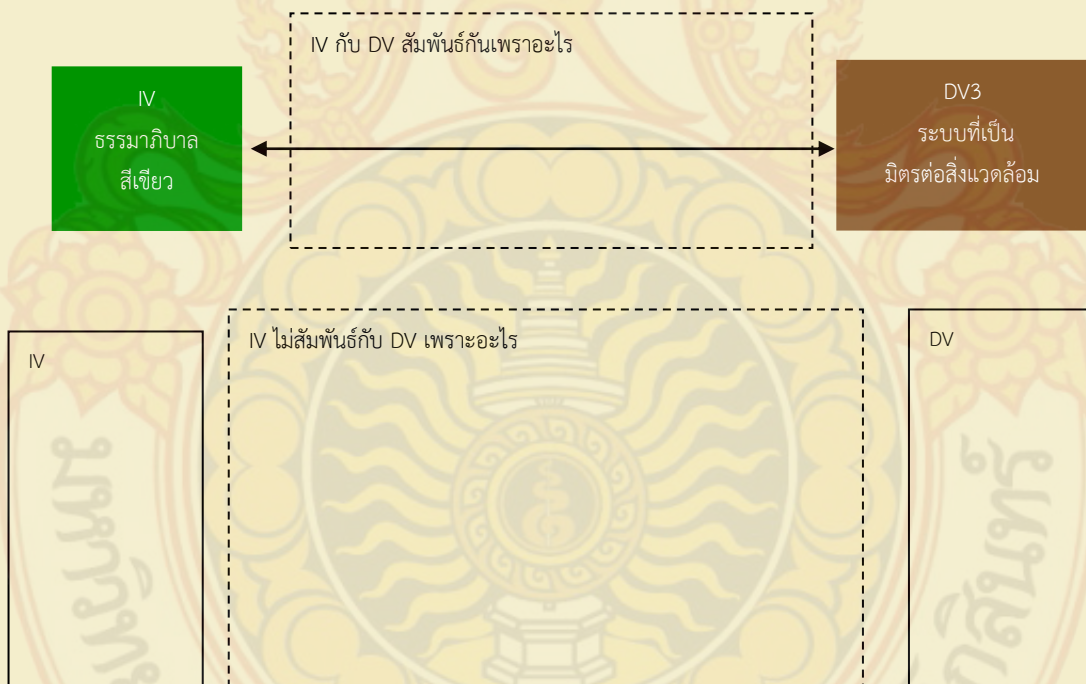 IV กับ DV สัมพันธ์กันเพราอะไร
IV
ธรรมาภิบาล
สีเขียว
DV3
ระบบที่เป็น
มิตรต่อสิ่งแวดล้อม
IV ไม่สัมพันธ์กับ DV เพราะอะไร
IV
DV